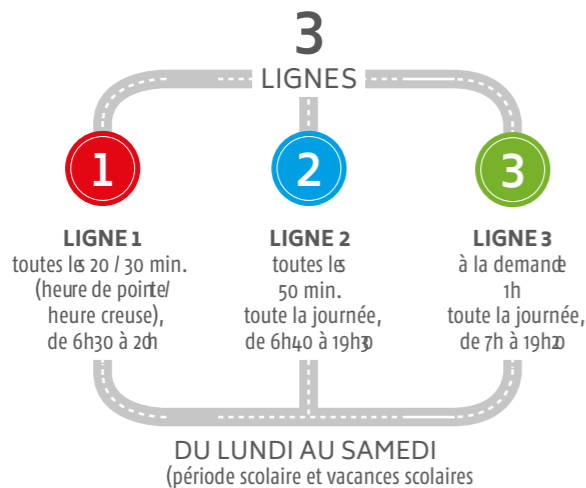 3
LIGNES
1
2
3
LIGNE 1
toutes les 20 / 30 min.
(heure de pointe/
heure creuse),
de 6h30 à 20h
LIGNE 2
toutes les
50 min.
toute la journée,
de 6h40 à 19h30
LIGNE 3
à la demande
1h
toute la journée,
de 7h à 19h20
DU LUNDI AU SAMEDI
(période scolaire et vacances scolaires